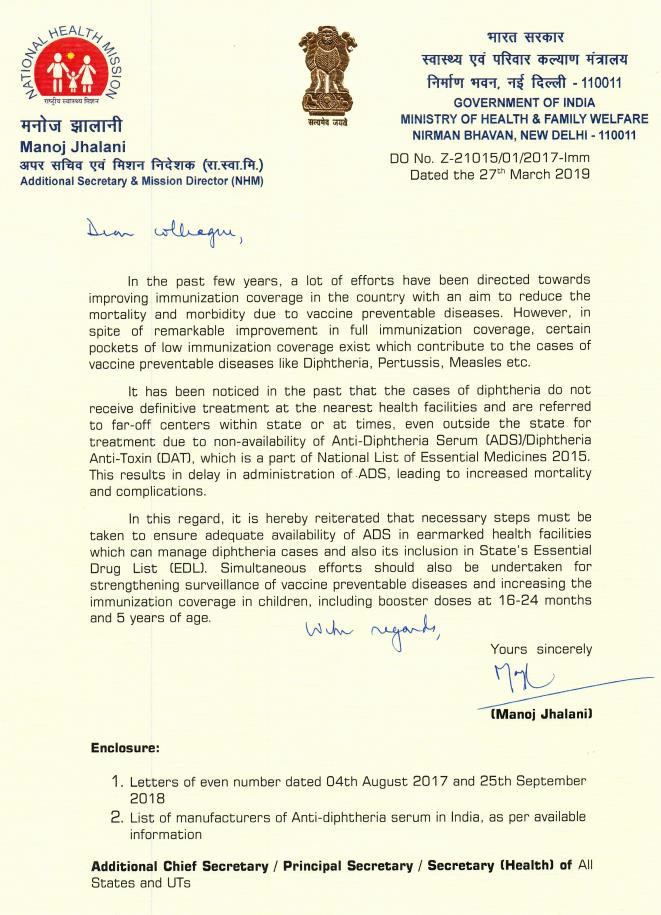 NATIONAL HEALTH MISSION
राष्ट्रीय स्वास्थ्य मिशन
मनोज झालानी
Manoj Jhalani
अपर सचिव एवं मिशन निदेशक (रा.स्वा.मि.)
Additional Secretary & Mission Director (NHM)
सत्यमेव जयते
भारत सरकार
स्वास्थ्य एवं परिवार कल्याण मंत्रालय
निर्माण भवन, नई दिल्ली - 110011
GOVERNMENT OF INDIA
MINISTRY OF HEALTH & FAMILY WELFARE
NIRMAN BHAVAN, NEW DELHI - 110011
DO No. Z-21015/01/2017-Imm
Dated the 27th March 2019
Dear Colleague,
In the past few years, a lot of efforts have been directed towards
improving immunization coverage in the country with an aim to reduce the
mortality and morbidity due to vaccine preventable diseases. However, in
spite of remarkable improvement in full immunization coverage, certain
pockets of low immunization coverage exist which contribute to the cases of
vaccine preventable diseases like Diphtheria, Pertussis, Measles etc.
It has been noticed in the past that the cases of diphtheria do not
receive definitive treatment at the nearest health facilities and are referred
to far-off centers within state or at times, even outside the state for
treatment due to non-availability of Anti-Diphtheria Serum (ADS)/Diphtheria
Anti-Toxin (DAT), which is a part of National List of Essential Medicines 2015.
This results in delay in administration of ADS, leading to increased mortality
and complications.
In this regard, it is hereby reiterated that necessary steps must be
taken to ensure adequate availability of ADS in earmarked health facilities
which can manage diphtheria cases and also its inclusion in State's Essential
Drug List (EDL). Simultaneous efforts should also be undertaken for
strengthening surveillance of vaccine preventable diseases and increasing the
immunization coverage in children, including booster doses at 16-24 months
and 5 years of age.
With regards,
Yours sincerely
(Manoj Jhalani)
Enclosure:
1. Letters of even number dated 04th August 2017 and 25th September
2018
2. List of manufacturers of Anti-diphtheria serum in India, as per available
information
Additional Chief Secretary / Principal Secretary / Secretary (Health) of All
States and UTs